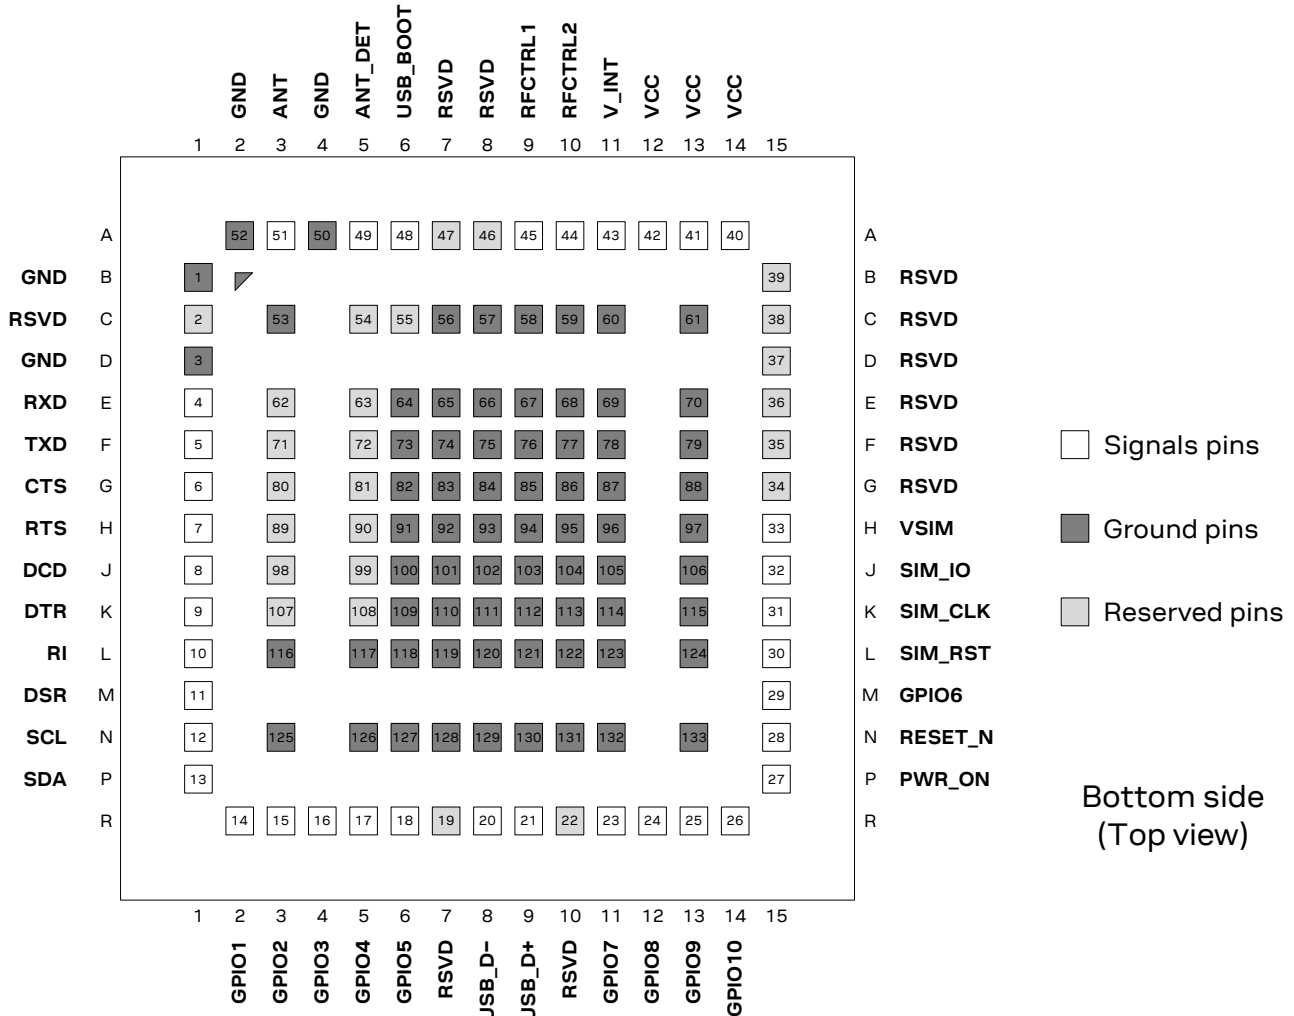 GND ANT GND ANT_DET USB_BOOT RSVD RSVD RFCTRL1 RFCTRL2 V_INT VCC VCC VCC
1 2 3 4 5 6 7 8 9 10 11 12 13 14 15
A 52 51 50 49 48 47 46 45 44 43 42 41 40 A
GND B 1 39 B RSVD
RSVD C 2 53 54 55 56 57 58 59 60 61 38 C RSVD
GND D 3 37 D RSVD
RXD E 4 62 63 64 65 66 67 68 69 70 36 E RSVD
TXD F 5 71 72 73 74 75 76 77 78 79 35 F RSVD
Signals pins
CTS G 6 80 81 82 83 84 85 86 87 88 34 G RSVD
RTS H 7 89 90 91 92 93 94 95 96 97 33 H VSIM
Ground pins
DCD J 8 98 99 100 101 102 103 104 105 106 32 J SIM_IO
DTR K 9 107 108 109 110 111 112 113 114 115 31 K SIM_CLK
Reserved pins
RI L 10 116 117 118 119 120 121 122 123 124 30 L SIM_RST
DSR M 11 29 M GPIO6
SCL N 12 125 126 127 128 129 130 131 132 133 28 N RESET_N
SDA P 13 27 P PWR_ON
R 14 15 16 17 18 19 20 21 22 23 24 25 26 R
Bottom side
(Top view)
1 2 3 4 5 6 7 8 9 10 11 12 13 14 15
GPIO1 GPIO2 GPIO3 GPIO4 GPIO5 RSVD USB_D− USB_D+ RSVD GPIO7 GPIO8 GPIO9 GPIO10